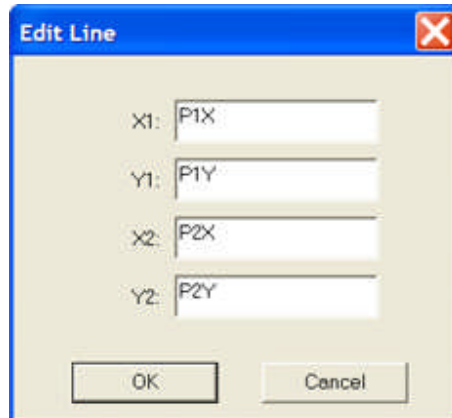 Edit Line
X1: P1X
Y1: P1Y
X2: P2X
Y2: P2Y
OK Cancel